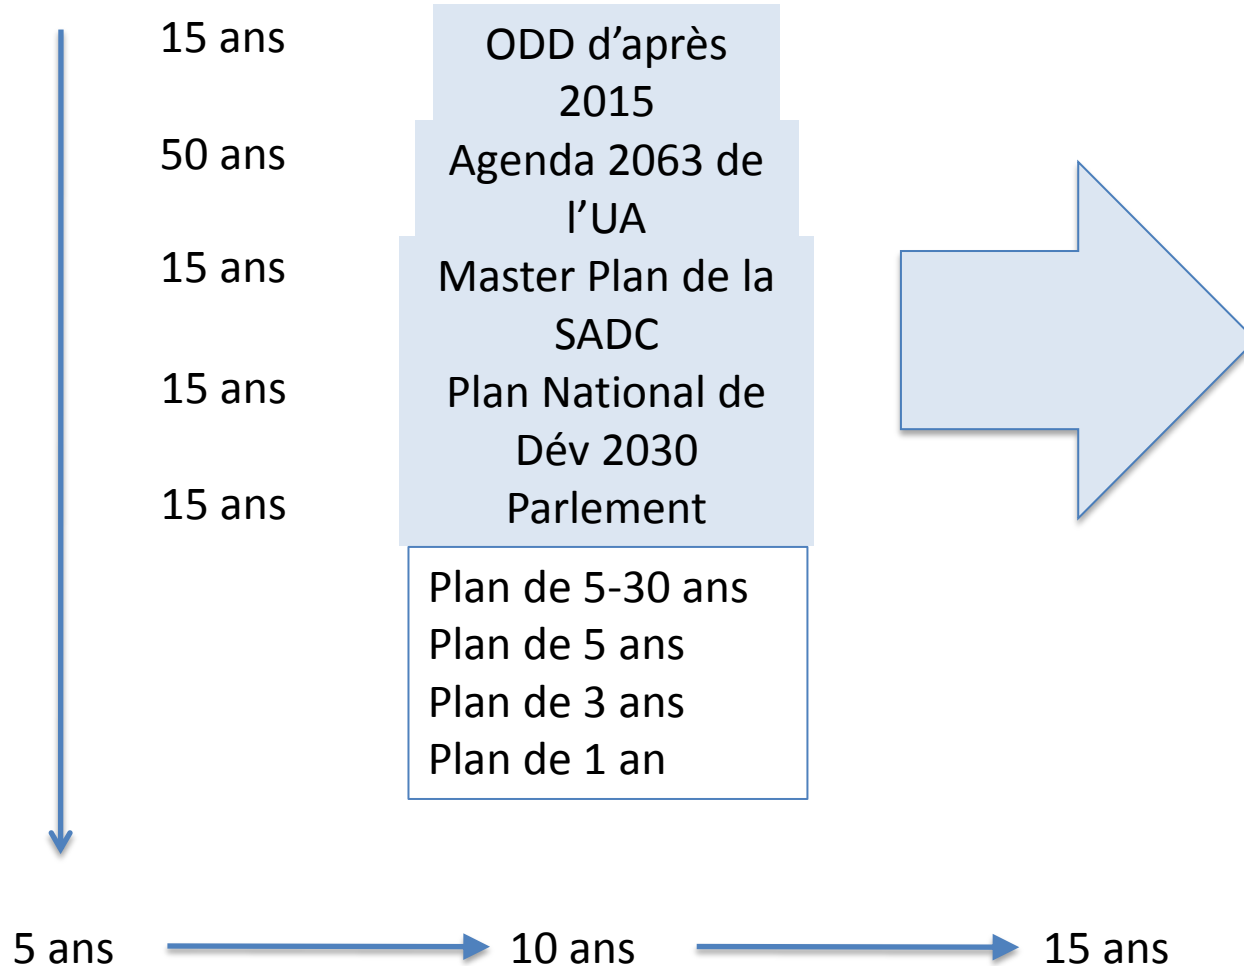 15 ans
ODD d’après
2015
50 ans
Agenda 2063 de
l’UA
15 ans
Master Plan de la
SADC
15 ans
Plan National de
Dév 2030
15 ans
Parlement
Plan de 5-30 ans
Plan de 5 ans
Plan de 3 ans
Plan de 1 an
5 ans
10 ans
15 ans